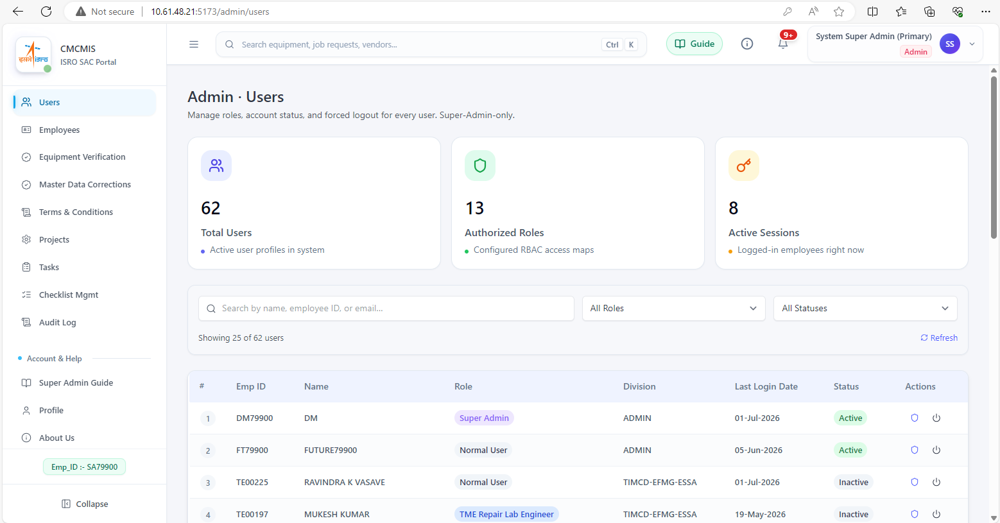 Not secure
10.61.48.21:5173/admin/users
CMCMIS
ISRO SAC Portal
इसरो isro
Search equipment, job requests, vendors...
Ctrl K
Guide
9+
System Super Admin (Primary)
Admin
SS
Users
Employees
Equipment Verification
Master Data Corrections
Terms & Conditions
Projects
Tasks
Checklist Mgmt
Audit Log
Account & Help
Super Admin Guide
Profile
About Us
Emp_ID :- SA79900
Collapse
Admin · Users
Manage roles, account status, and forced logout for every user. Super-Admin-only.
62
Total Users
Active user profiles in system
13
Authorized Roles
Configured RBAC access maps
8
Active Sessions
Logged-in employees right now
Search by name, employee ID, or email...
All Roles
All Statuses
Showing 25 of 62 users
Refresh
# Emp ID Name Role Division Last Login Date Status Actions
1 DM79900 DM Super Admin ADMIN 01-Jul-2026 Active
2 FT79900 FUTURE79900 Normal User ADMIN 05-Jun-2026 Active
3 TE00225 RAVINDRA K VASAVE Normal User TIMCD-EFMG-ESSA 01-Jul-2026 Inactive
4 TE00197 MUKESH KUMAR TME Repair Lab Engineer TIMCD-EFMG-ESSA 19-May-2026 Inactive